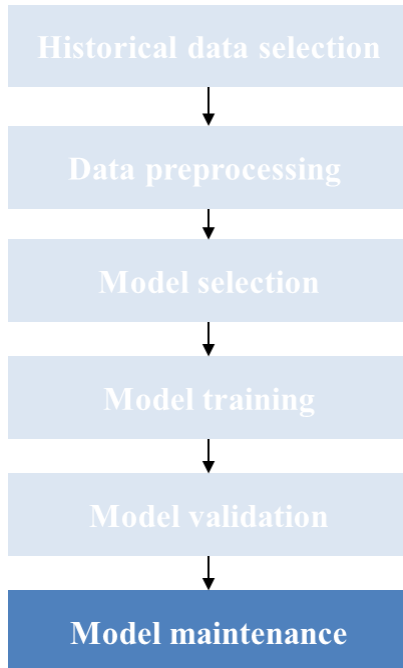 Historical data selection
Data preprocessing
Model selection
Model training
Model validation
Model maintenance